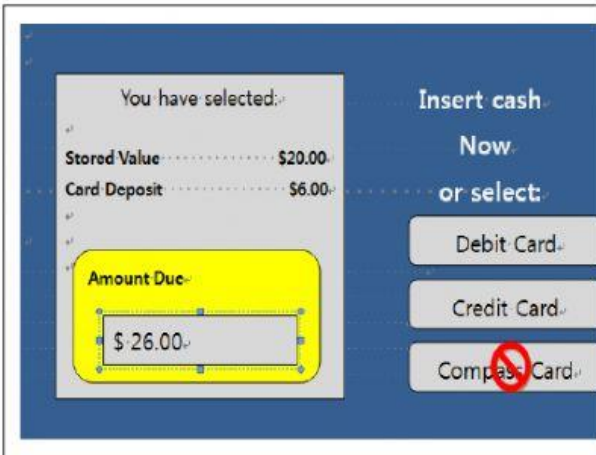 You have selected:
Stored Value $20.00
Card Deposit $6.00
Amount Due
$ 26.00
Insert cash
Now
or select:
Debit Card
Credit Card
Compass Card